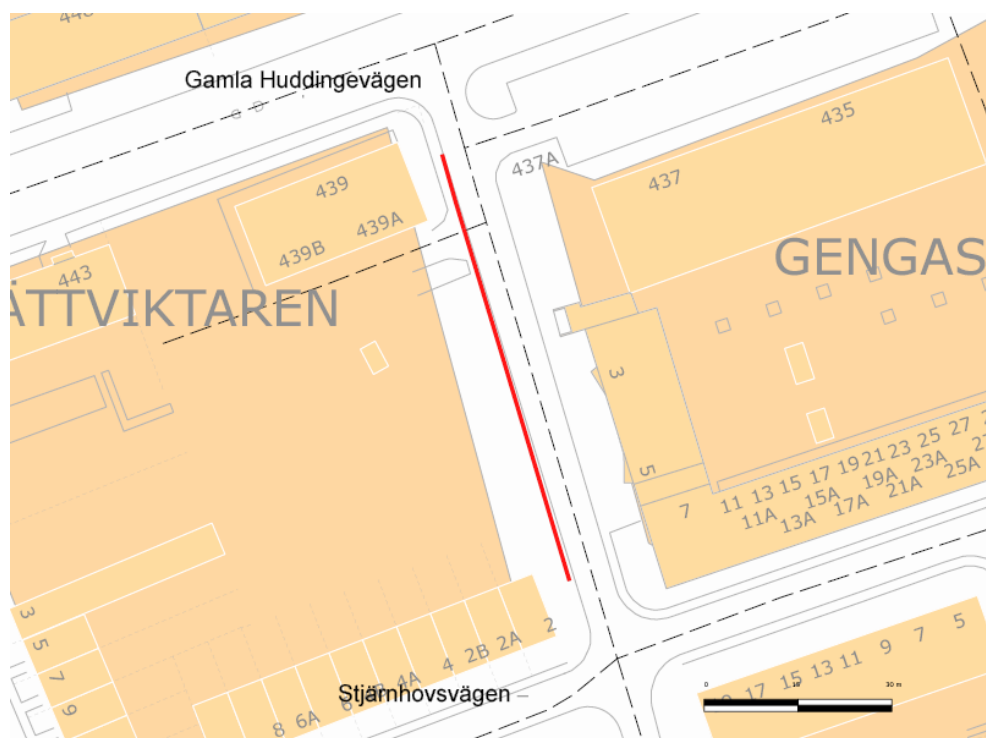 Gamla Huddingevägen
435
437A
437
439
439A
439B
443
GENGAS
ÄTTVIKTAREN
3
5
7
11 13 15 17 19 21 23 25 27
11A 13A 15A 17A 19A 21A 23A 25A
3
5
7
9
2
2A
2B
4
4A
6A
8
Stjärnhovsvägen
17 15 13 11 9 7 5
0 30 m